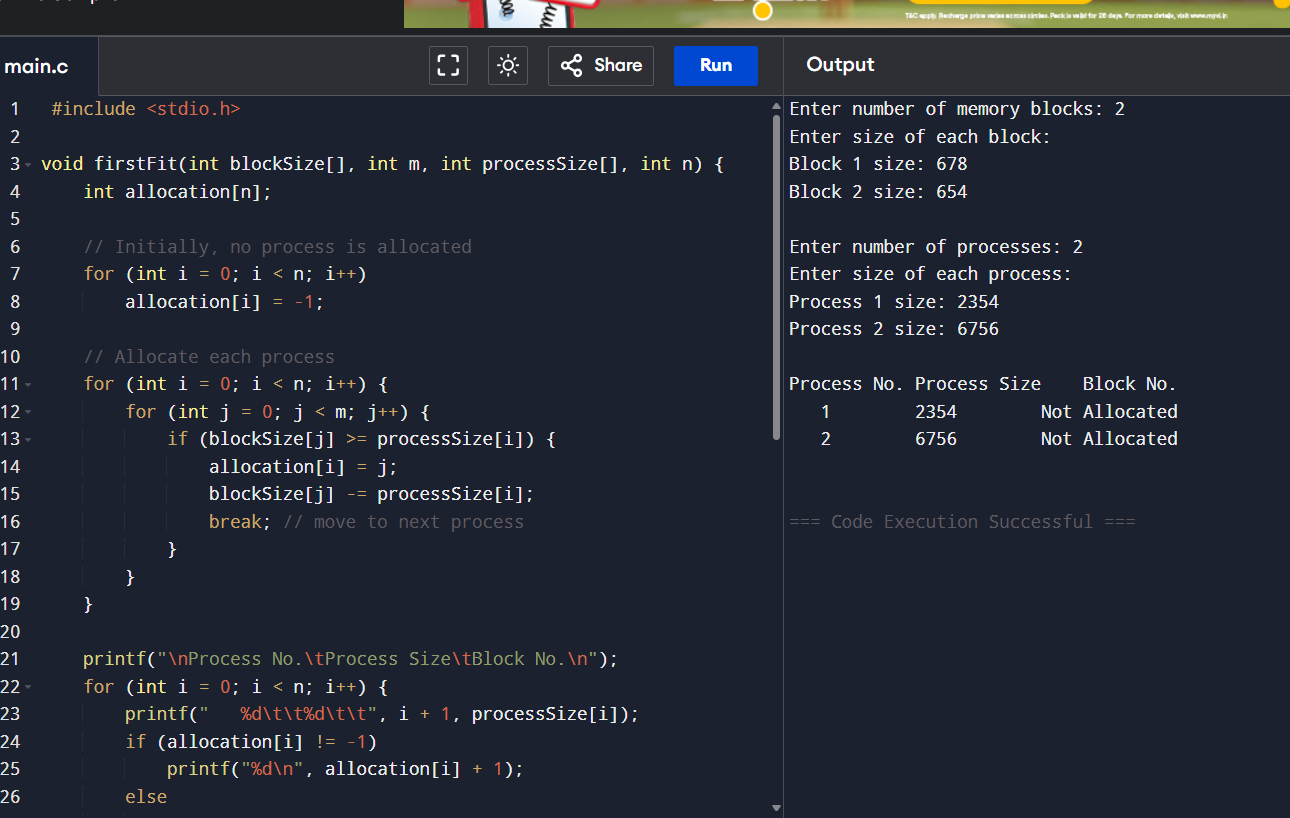 T&C apply. Recharge price varies across circles. Pack is valid for 28 days. For more details, visit www.myvi.in
main.c
Share
Run
Output
1 #include <stdio.h>
2
3 void firstFit(int blockSize[], int m, int processSize[], int n) {
4 int allocation[n];
5
6 // Initially, no process is allocated
7 for (int i = 0; i < n; i++)
8 allocation[i] = -1;
9
10 // Allocate each process
11 for (int i = 0; i < n; i++) {
12 for (int j = 0; j < m; j++) {
13 if (blockSize[j] >= processSize[i]) {
14 allocation[i] = j;
15 blockSize[j] -= processSize[i];
16 break; // move to next process
17 }
18 }
19 }
20
21 printf("\nProcess No.\tProcess Size\tBlock No.\n");
22 for (int i = 0; i < n; i++) {
23 printf("   %d\t\t%d\t\t", i + 1, processSize[i]);
24 if (allocation[i] != -1)
25 printf("%d\n", allocation[i] + 1);
26 else
Enter number of memory blocks: 2
Enter size of each block:
Block 1 size: 678
Block 2 size: 654
Enter number of processes: 2
Enter size of each process:
Process 1 size: 2354
Process 2 size: 6756
Process No. Process Size    Block No.
1 2354 Not Allocated
2 6756 Not Allocated
=== Code Execution Successful ===